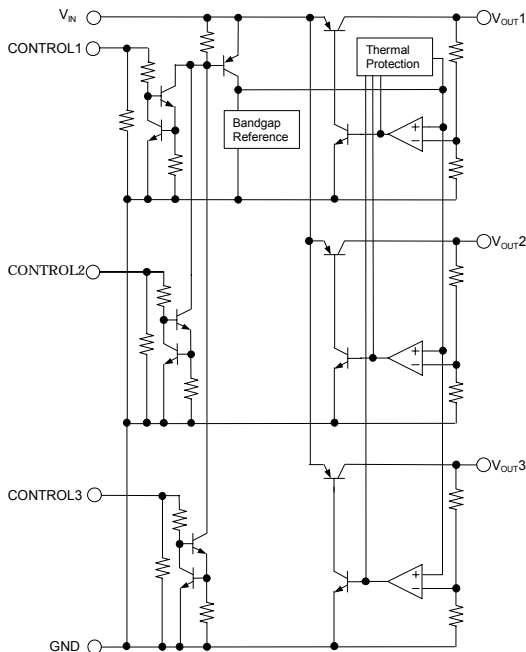 VIN
VOUT1
CONTROL1
Thermal
Protection
Bandgap
Reference
+
−
CONTROL2
VOUT2
+
−
CONTROL3
VOUT3
+
−
GND